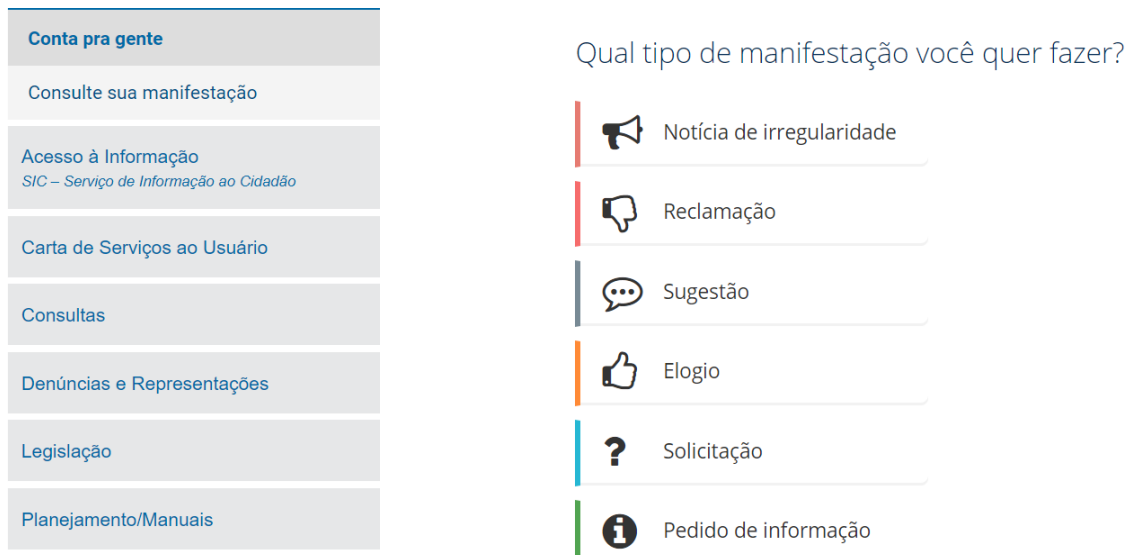 Conta pra gente
Consulte sua manifestação
Acesso à Informação
SIC – Serviço de Informação ao Cidadão
Carta de Serviços ao Usuário
Consultas
Denúncias e Representações
Legislação
Planejamento/Manuais
Qual tipo de manifestação você quer fazer?
Notícia de irregularidade
Reclamação
Sugestão
Elogio
Solicitação
Pedido de informação